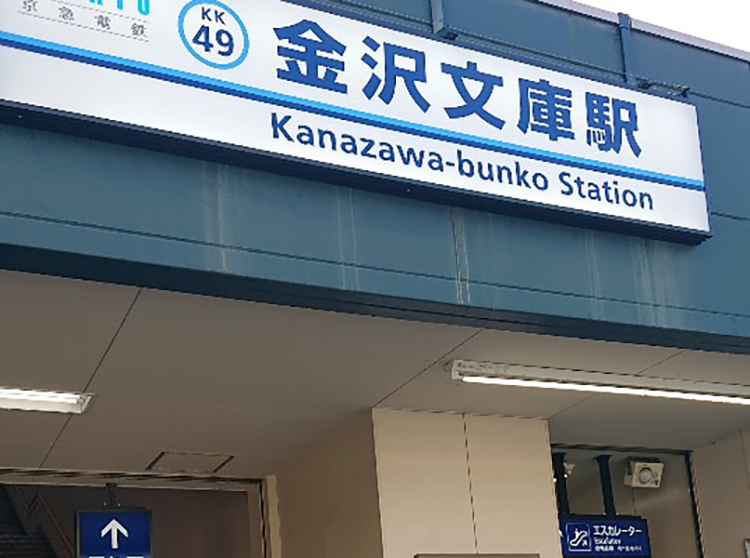 京急電鉄
KK
49
金沢文庫駅
Kanazawa-bunko Station
エスカレーター
Escalator